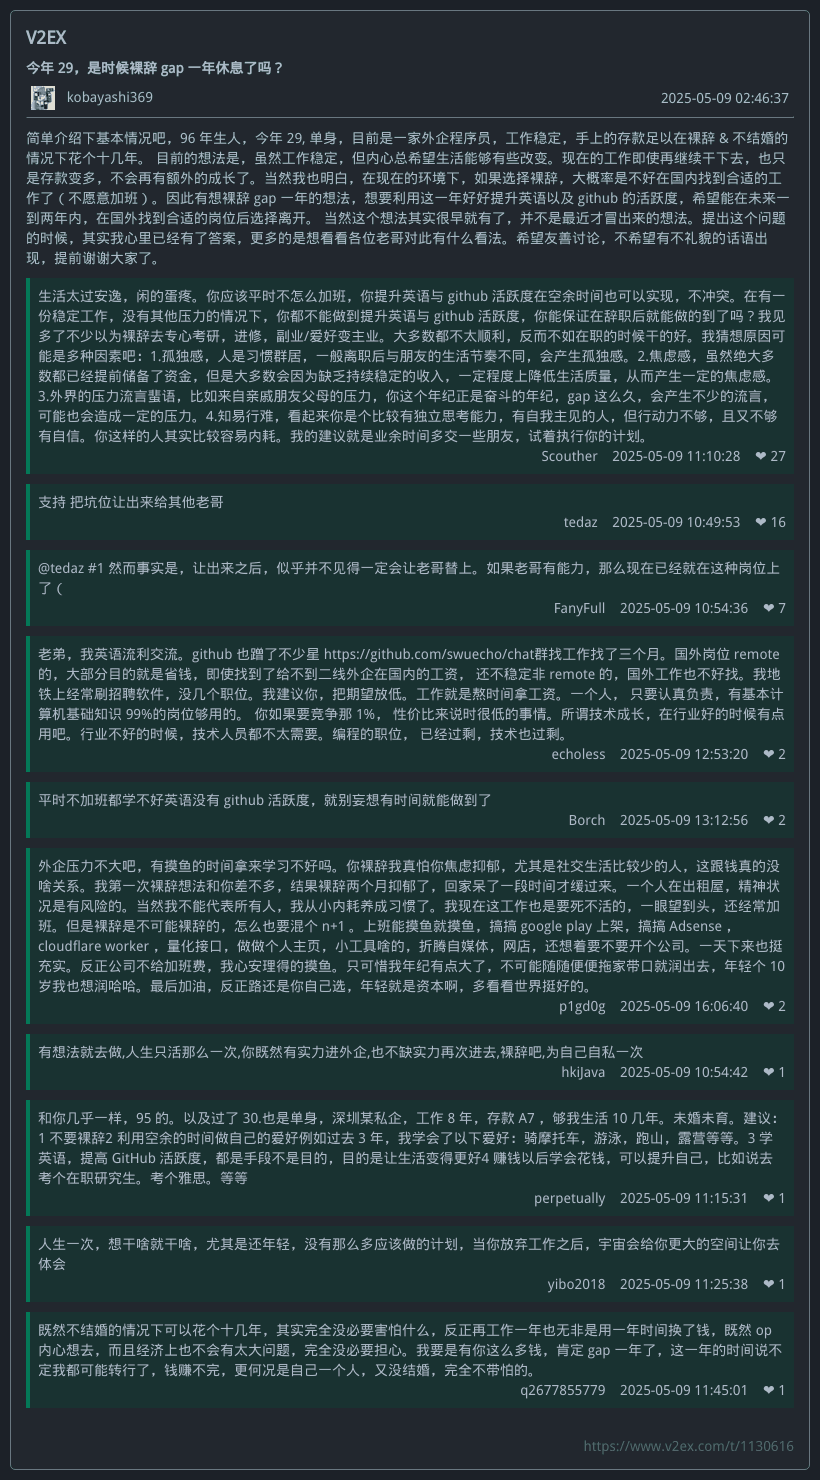 V2EX
今年 29，是时候裸辞 gap 一年休息了吗？
kobayashi369
2025-05-09 02:46:37
简单介绍下基本情况吧，96 年生人，今年 29, 单身，目前是一家外企程序员，工作稳定，手上的存款足以在裸辞 & 不结婚的
情况下花个十几年。 目前的想法是，虽然工作稳定，但内心总希望生活能够有些改变。现在的工作即使再继续干下去，也只
是存款变多，不会再有额外的成长了。当然我也明白，在现在的环境下，如果选择裸辞，大概率是不好在国内找到合适的工
作了（不愿意加班）。因此有想裸辞 gap 一年的想法，想要利用这一年好好提升英语以及 github 的活跃度，希望能在未来一
到两年内，在国外找到合适的岗位后选择离开。 当然这个想法其实很早就有了，并不是最近才冒出来的想法。提出这个问题
的时候，其实我心里已经有了答案，更多的是想看看各位老哥对此有什么看法。希望友善讨论，不希望有不礼貌的话语出
现，提前谢谢大家了。
生活太过安逸，闲的蛋疼。你应该平时不怎么加班，你提升英语与 github 活跃度在空余时间也可以实现，不冲突。在有一
份稳定工作，没有其他压力的情况下，你都不能做到提升英语与 github 活跃度，你能保证在辞职后就能做的到了吗？我见
多了不少以为裸辞去专心考研，进修，副业/爱好变主业。大多数都不太顺利，反而不如在职的时候干的好。我猜想原因可
能是多种因素吧：1.孤独感，人是习惯群居，一般离职后与朋友的生活节奏不同，会产生孤独感。2.焦虑感，虽然绝大多
数都已经提前储备了资金，但是大多数会因为缺乏持续稳定的收入，一定程度上降低生活质量，从而产生一定的焦虑感。
3.外界的压力流言蜚语，比如来自亲戚朋友父母的压力，你这个年纪正是奋斗的年纪，gap 这么久，会产生不少的流言，
可能也会造成一定的压力。4.知易行难，看起来你是个比较有独立思考能力，有自我主见的人，但行动力不够，且又不够
有自信。你这样的人其实比较容易内耗。我的建议就是业余时间多交一些朋友，试着执行你的计划。
Scouther 2025-05-09 11:10:28 ❤ 27
支持 把坑位让出来给其他老哥
tedaz 2025-05-09 10:49:53 ❤ 16
@tedaz #1 然而事实是，让出来之后，似乎并不见得一定会让老哥替上。如果老哥有能力，那么现在已经就在这种岗位上
了（
FanyFull 2025-05-09 10:54:36 ❤ 7
老弟，我英语流利交流。github 也蹭了不少星 https://github.com/swuecho/chat群找工作找了三个月。国外岗位 remote
的，大部分目的就是省钱，即使找到了给不到二线外企在国内的工资， 还不稳定非 remote 的，国外工作也不好找。我地
铁上经常刷招聘软件，没几个职位。我建议你，把期望放低。工作就是熬时间拿工资。一个人， 只要认真负责，有基本计
算机基础知识 99%的岗位够用的。 你如果要竞争那 1%， 性价比来说时很低的事情。所谓技术成长，在行业好的时候有点
用吧。行业不好的时候，技术人员都不太需要。编程的职位， 已经过剩，技术也过剩。
echoless 2025-05-09 12:53:20 ❤ 2
平时不加班都学不好英语没有 github 活跃度，就别妄想有时间就能做到了
Borch 2025-05-09 13:12:56 ❤ 2
外企压力不大吧，有摸鱼的时间拿来学习不好吗。你裸辞我真怕你焦虑抑郁，尤其是社交生活比较少的人，这跟钱真的没
啥关系。我第一次裸辞想法和你差不多，结果裸辞两个月抑郁了，回家呆了一段时间才缓过来。一个人在出租屋，精神状
况是有风险的。当然我不能代表所有人，我从小内耗养成习惯了。我现在这工作也是要死不活的，一眼望到头，还经常加
班。但是裸辞是不可能裸辞的，怎么也要混个 n+1 。上班能摸鱼就摸鱼，搞搞 google play 上架，搞搞 Adsense ，
cloudflare worker ，量化接口，做做个人主页，小工具啥的，折腾自媒体，网店，还想着要不要开个公司。一天下来也挺
充实。反正公司不给加班费，我心安理得的摸鱼。只可惜我年纪有点大了，不可能随随便便拖家带口就润出去，年轻个 10
岁我也想润哈哈。最后加油，反正路还是你自己选，年轻就是资本啊，多看看世界挺好的。
p1gd0g 2025-05-09 16:06:40 ❤ 2
有想法就去做,人生只活那么一次,你既然有实力进外企,也不缺实力再次进去,裸辞吧,为自己自私一次
hkiJava 2025-05-09 10:54:42 ❤ 1
和你几乎一样，95 的。以及过了 30.也是单身，深圳某私企，工作 8 年，存款 A7 ，够我生活 10 几年。未婚未育。建议：
1 不要裸辞2 利用空余的时间做自己的爱好例如过去 3 年，我学会了以下爱好：骑摩托车，游泳，跑山，露营等等。3 学
英语，提高 GitHub 活跃度，都是手段不是目的，目的是让生活变得更好4 赚钱以后学会花钱，可以提升自己，比如说去
考个在职研究生。考个雅思。等等
perpetually 2025-05-09 11:15:31 ❤ 1
人生一次，想干啥就干啥，尤其是还年轻，没有那么多应该做的计划，当你放弃工作之后，宇宙会给你更大的空间让你去
体会
yibo2018 2025-05-09 11:25:38 ❤ 1
既然不结婚的情况下可以花个十几年，其实完全没必要害怕什么，反正再工作一年也无非是用一年时间换了钱，既然 op
内心想去，而且经济上也不会有太大问题，完全没必要担心。我要是有你这么多钱，肯定 gap 一年了，这一年的时间说不
定我都可能转行了，钱赚不完，更何况是自己一个人，又没结婚，完全不带怕的。
q2677855779 2025-05-09 11:45:01 ❤ 1
https://www.v2ex.com/t/1130616